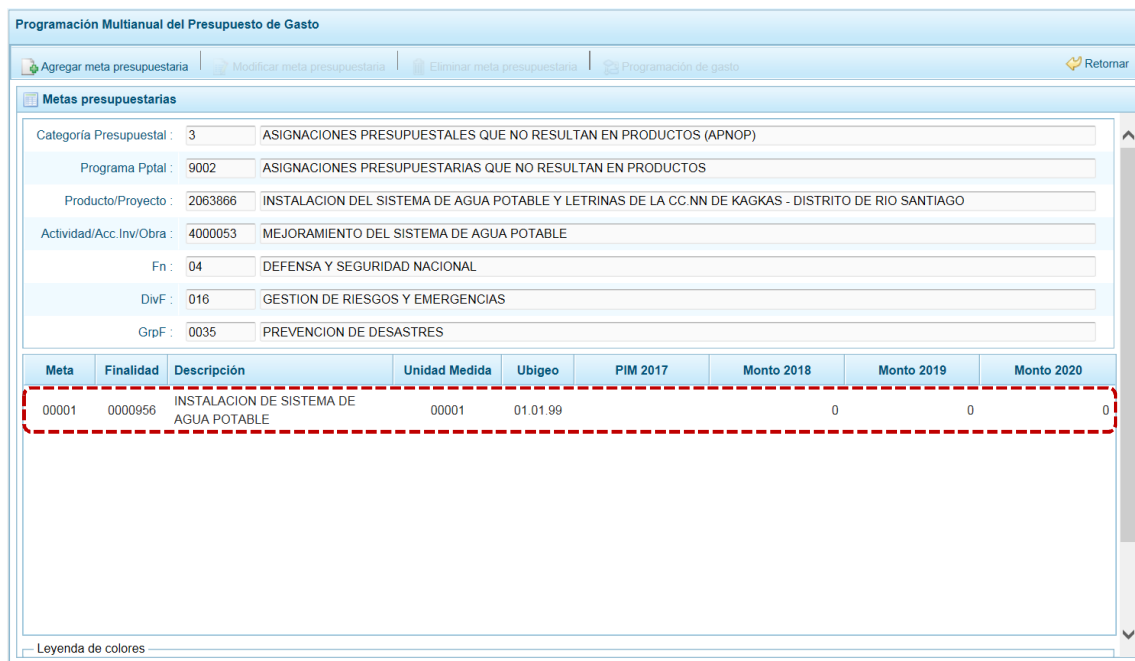 Programación Multianual del Presupuesto de Gasto
Agregar meta presupuestaria Modificar meta presupuestaria Eliminar meta presupuestaria Programación de gasto Retornar
Metas presupuestarias
Categoría Presupuestal : 3 ASIGNACIONES PRESUPUESTALES QUE NO RESULTAN EN PRODUCTOS (APNOP)
Programa Pptal : 9002 ASIGNACIONES PRESUPUESTARIAS QUE NO RESULTAN EN PRODUCTOS
Producto/Proyecto : 2063866 INSTALACION DEL SISTEMA DE AGUA POTABLE Y LETRINAS DE LA CC.NN DE KAGKAS - DISTRITO DE RIO SANTIAGO
Actividad/Acc.Inv/Obra : 4000053 MEJORAMIENTO DEL SISTEMA DE AGUA POTABLE
Fn : 04 DEFENSA Y SEGURIDAD NACIONAL
DivF : 016 GESTION DE RIESGOS Y EMERGENCIAS
GrpF : 0035 PREVENCION DE DESASTRES
Meta Finalidad Descripción Unidad Medida Ubigeo PIM 2017 Monto 2018 Monto 2019 Monto 2020
00001 0000956 INSTALACION DE SISTEMA DE AGUA POTABLE 00001 01.01.99 0 0 0
Leyenda de colores